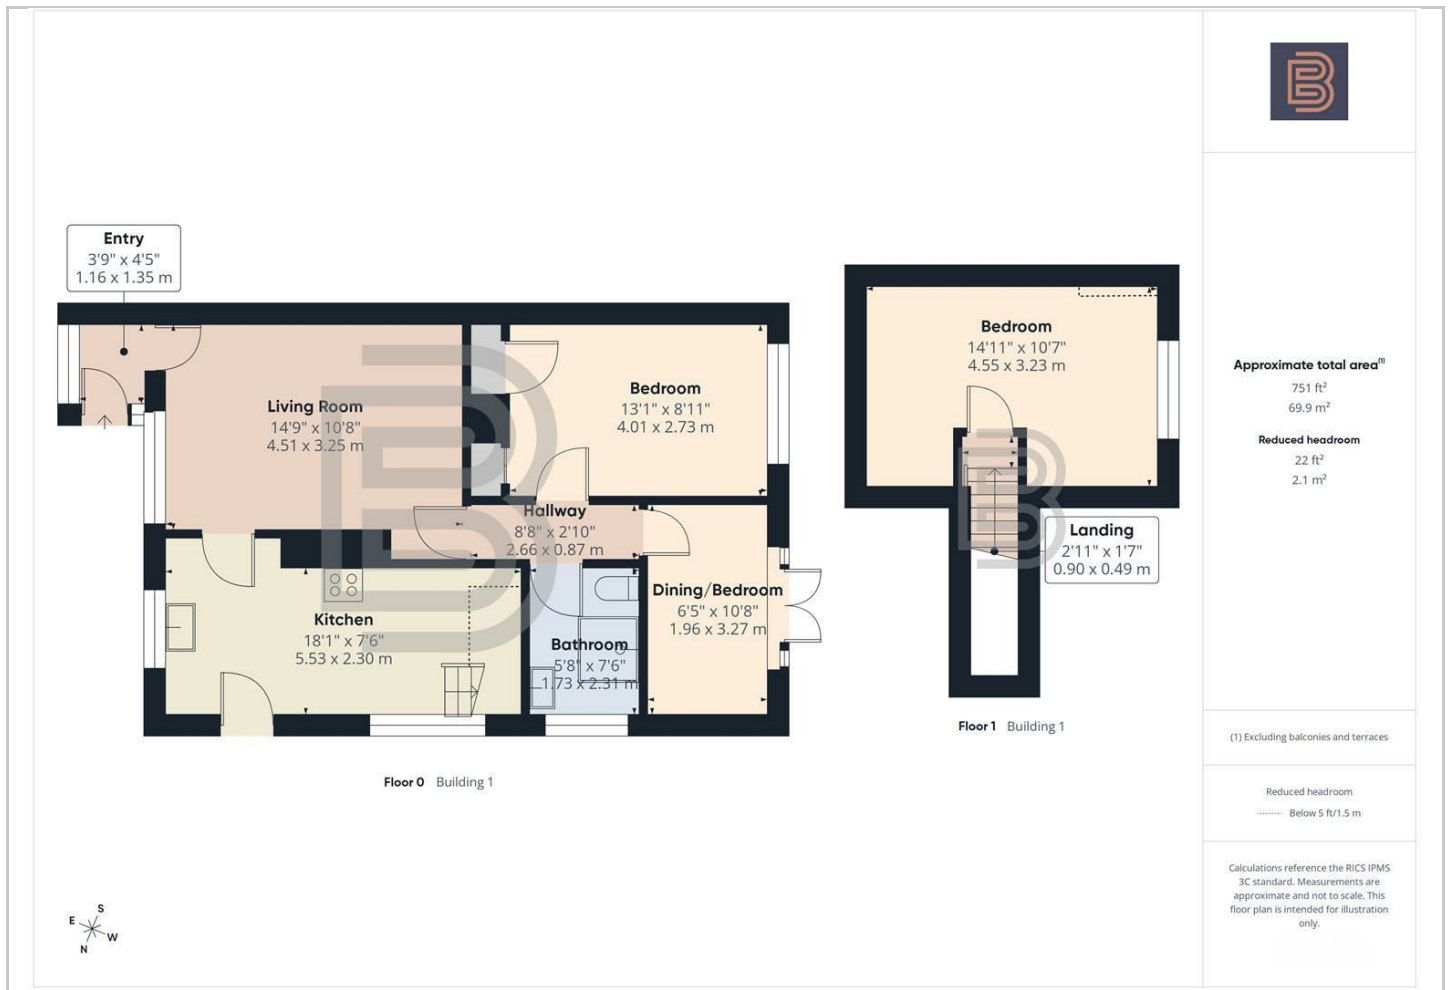 Entry
3'9" x 4'5"
1.16 x 1.35 m
Living Room
14'9" x 10'8"
4.51 x 3.25 m
Bedroom
13'1" x 8'11"
4.01 x 2.73 m
Hallway
8'8" x 2'10"
2.66 x 0.87 m
Kitchen
18'1" x 7'6"
5.53 x 2.30 m
Bathroom
5'8" x 7'6"
1.73 x 2.31 m
Dining/Bedroom
6'5" x 10'8"
1.96 x 3.27 m
Floor 0 Building 1
Bedroom
14'11" x 10'7"
4.55 x 3.23 m
Landing
2'11" x 1'7"
0.90 x 0.49 m
Floor 1 Building 1
S
E
W
N
B
Approximate total area(1)
751 ft²
69.9 m²
Reduced headroom
22 ft²
2.1 m²
(1) Excluding balconies and terraces
Reduced headroom
Below 5 ft/1.5 m
Calculations reference the RICS IPMS
3C standard. Measurements are
approximate and not to scale. This
floor plan is intended for illustration
only.